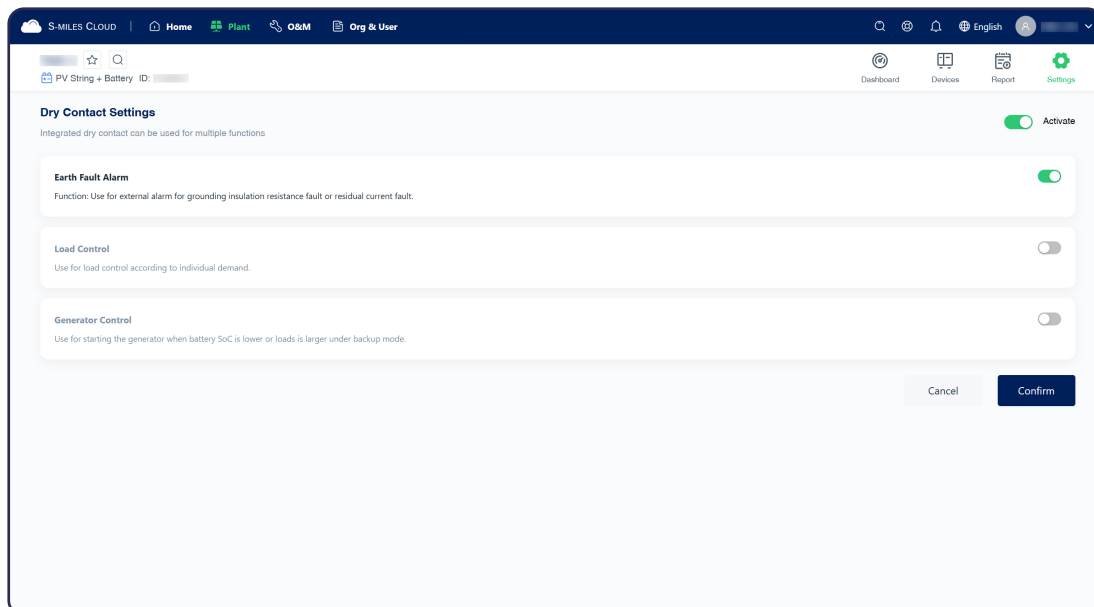 S-MILES CLOUD | Home Plant O&M Org & User English A
Dashboard Devices Report Settings
PV String + Battery ID:
Dry Contact Settings
Activate
Integrated dry contact can be used for multiple functions
Earth Fault Alarm
Function: Use for external alarm for grounding insulation resistance fault or residual current fault.
Load Control
Use for load control according to individual demand.
Generator Control
Use for starting the generator when battery SoC is lower or loads is larger under backup mode.
Cancel Confirm